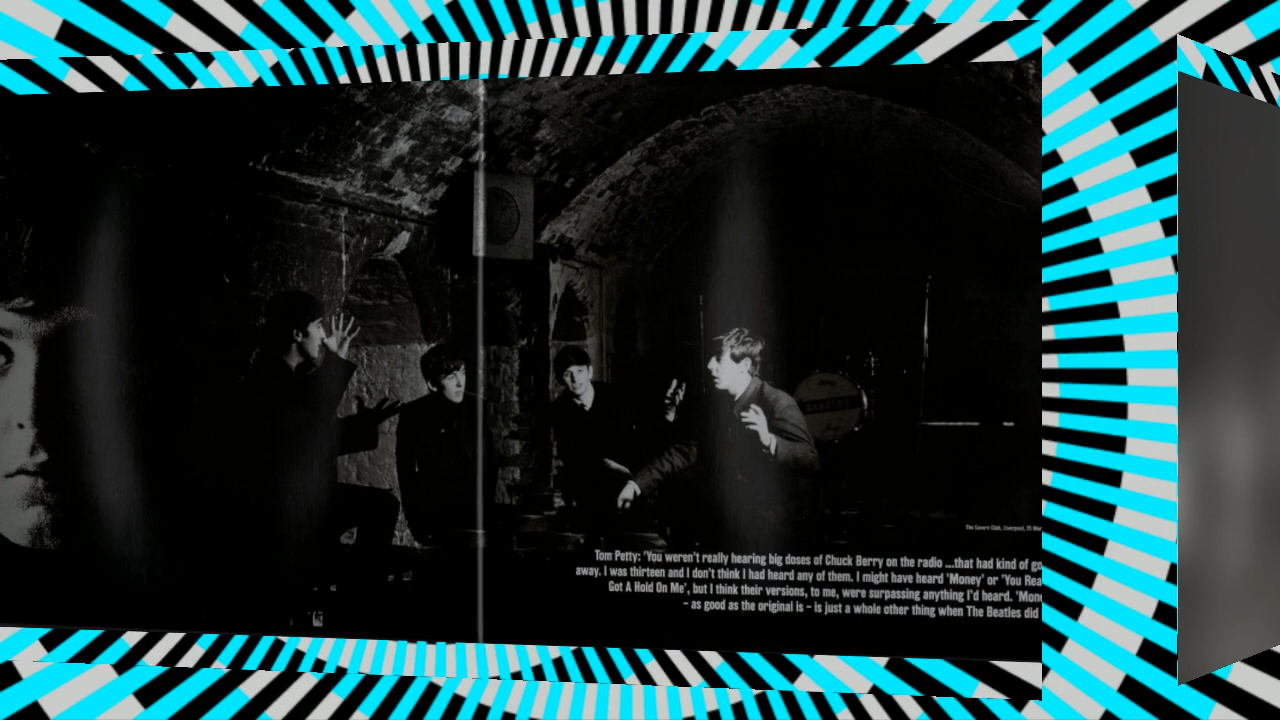 The Cavern Club, Liverpool, 25
Tom Petty: 'You weren't really hearing big doses of Chuck Berry on the radio ...that had kind of go
away. I was thirteen and I don't think I had heard any of them. I might have heard 'Money' or 'You Rea
Got A Hold On Me', but I think their versions, to me, were surpassing anything I'd heard. 'Mon
– as good as the original is – is just a whole other thing when The Beatles did